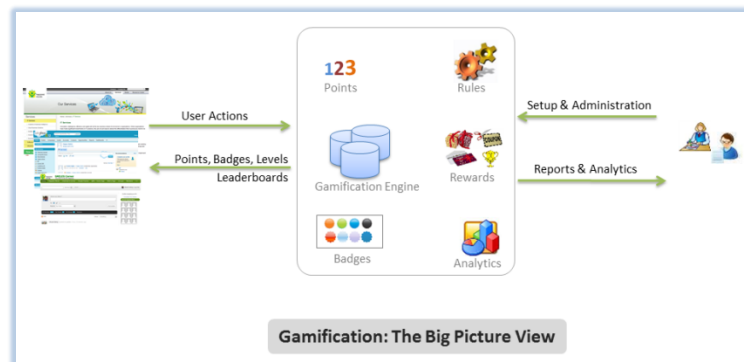 123
Points
Rules
User Actions
Setup & Administration
Points, Badges, Levels
Leaderboards
Gamification Engine
Rewards
Reports & Analytics
Badges
Analytics
Gamification: The Big Picture View